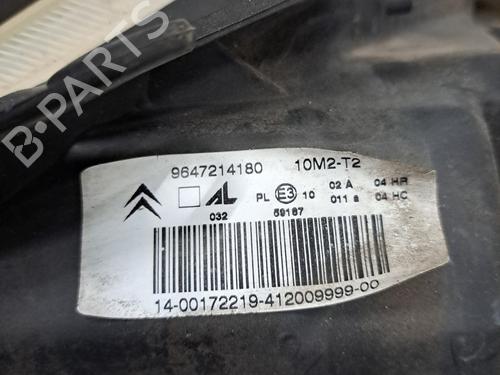 B-PARTS
9647214180 10M2-T2
AL PL E3 10 02 A 04 HR
032 59187 011 a 04 HC
14-00172219-412009999-00